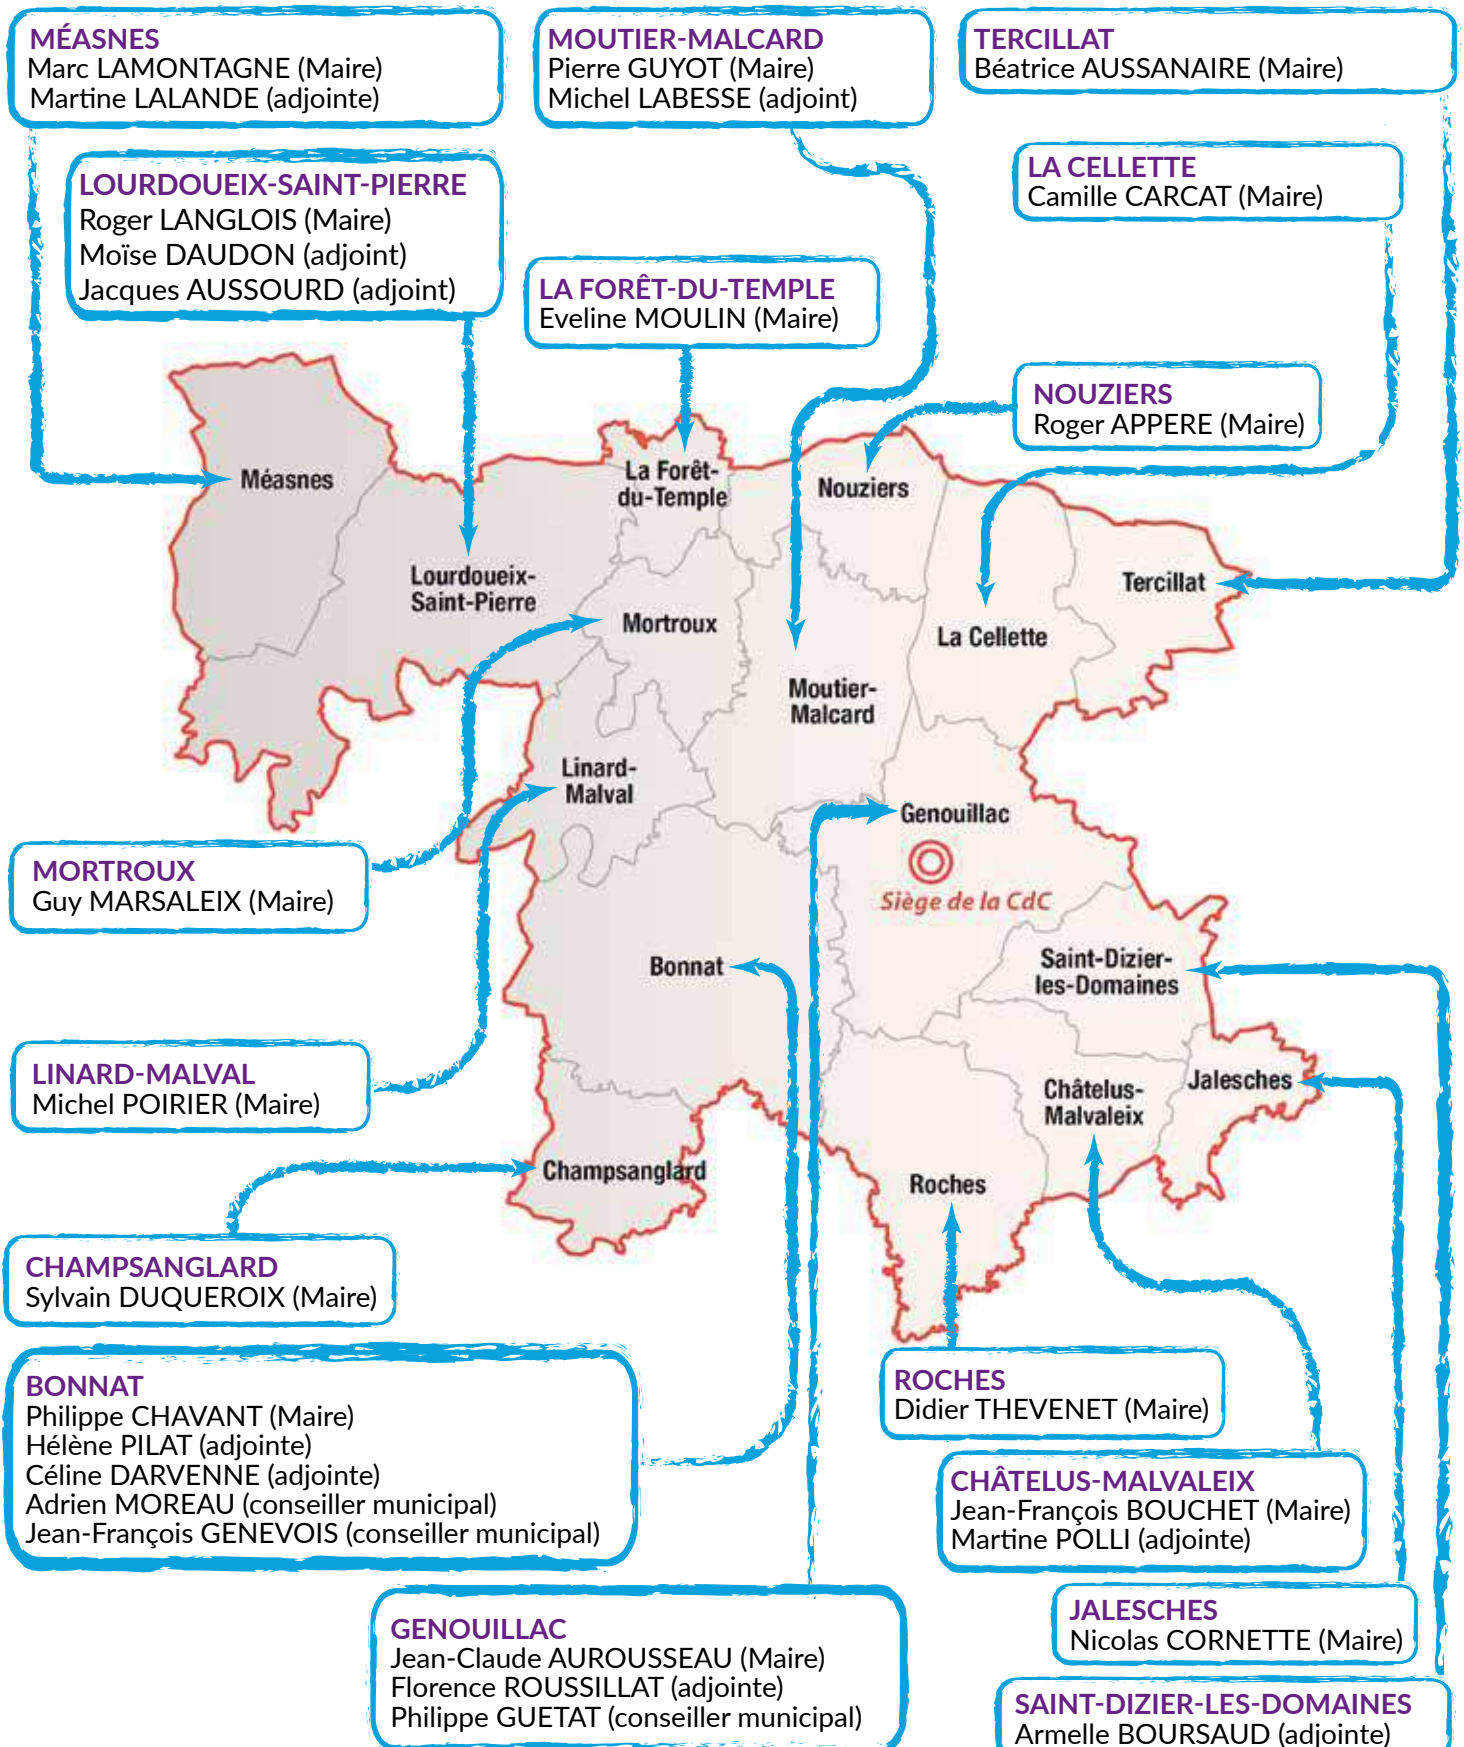 MÉASNES
Marc LAMONTAGNE (Maire)
Martine LALANDE (adjointe)
MOUTIER-MALCARD
Pierre GUYOT (Maire)
Michel LABESSE (adjoint)
TERCILLAT
Béatrice AUSSANAIRE (Maire)
LOURDOUEIX-SAINT-PIERRE
Roger LANGLOIS (Maire)
Moïse DAUDON (adjoint)
Jacques AUSSOURD (adjoint)
LA CELLETTE
Camille CARCAT (Maire)
LA FORÊT-DU-TEMPLE
Eveline MOULIN (Maire)
NOUZIERS
Roger APPERE (Maire)
Méasnes
La Forêt-
du-Temple
Nouziers
Lourdoueix-
Saint-Pierre
Mortroux
Tercillat
La Cellette
Moutier-
Malcard
Linard-
Malval
Genouillac
Siège de la CdC
Bonnat
Saint-Dizier-
les-Domaines
Châtelus-
Malvaleix
Jalesches
Champsanglard
Roches
MORTROUX
Guy MARSALEIX (Maire)
LINARD-MALVAL
Michel POIRIER (Maire)
CHAMPSANGLARD
Sylvain DUQUEROIX (Maire)
BONNAT
Philippe CHAVANT (Maire)
Hélène PILAT (adjointe)
Céline DARVENNE (adjointe)
Adrien MOREAU (conseiller municipal)
Jean-François GENEVOIS (conseiller municipal)
ROCHES
Didier THEVENET (Maire)
CHÂTELUS-MALVALEIX
Jean-François BOUCHET (Maire)
Martine POLLI (adjointe)
GENOUILLAC
Jean-Claude AUROUSSEAU (Maire)
Florence ROUSSILLAT (adjointe)
Philippe GUETAT (conseiller municipal)
JALESCHES
Nicolas CORNETTE (Maire)
SAINT-DIZIER-LES-DOMAINES
Armelle BOURSAUD (adjointe)